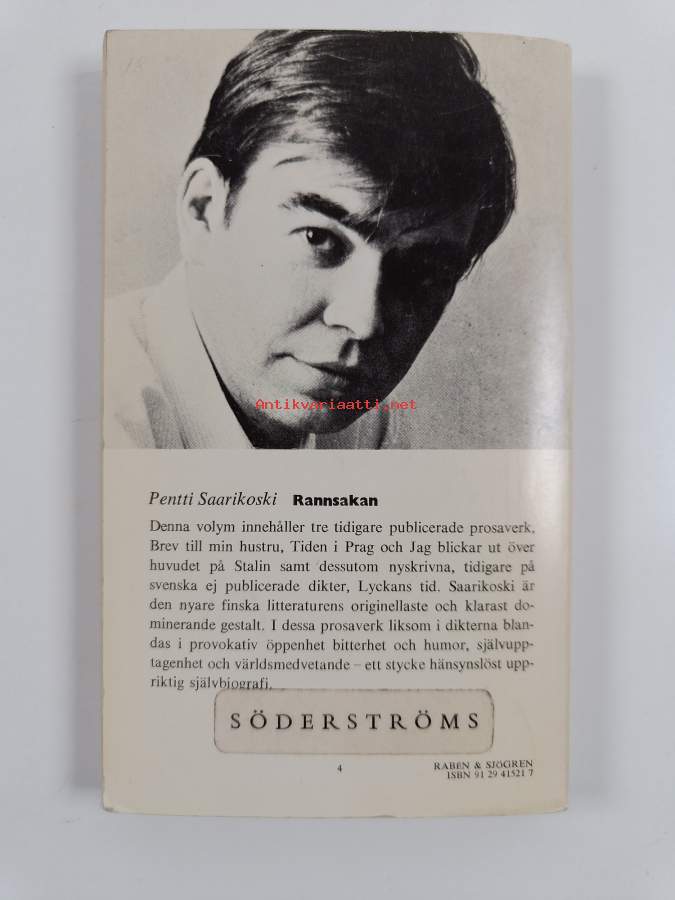 Antikvariaatti.net
Pentti Saarikoski Rannsakan
Denna volym innehåller tre tidigare publicerade prosaverk,
Brev till min hustru, Tiden i Prag och Jag blickar ut över
huvudet på Stalin samt dessutom nyskrivna, tidigare på
svenska ej publicerade dikter, Lyckans tid. Saarikoski är
den nyare finska litteraturens originellaste och klarast do-
minerande gestalt. I dessa prosaverk liksom i dikterna blan-
das i provokativ öppenhet bitterhet och humor, självupp-
tagenhet och världsmedvetande – ett stycke hänsynslöst upp-
riktig självbiografi.
SÖDERSTRÖMS
4
RABÉN & SJÖGREN
ISBN 91 29 41521 7